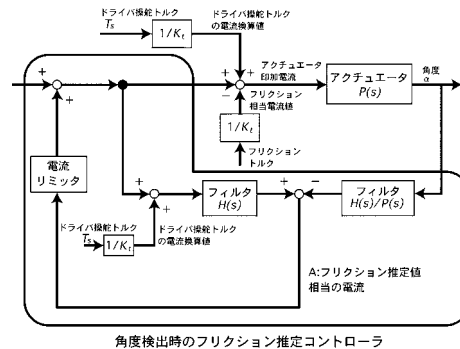 ドライバ操舵トルク
Ts
1/Kt
ドライバ操舵トルク
の電流換算値
+
+
+
+
−
アクチュエータ
印加電流
アクチュエータ
P(s)
角度
α
+
フリクション
相当電流値
1/Kt
フリクション
トルク
電流
リミッタ
+
+
フィルタ
H(s)
+
−
フィルタ
H(s)/P(s)
ドライバ操舵トルク
Ts
1/Kt
ドライバ操舵トルク
の電流換算値
A:フリクション推定値
相当の電流
角度検出時のフリクション推定コントローラ